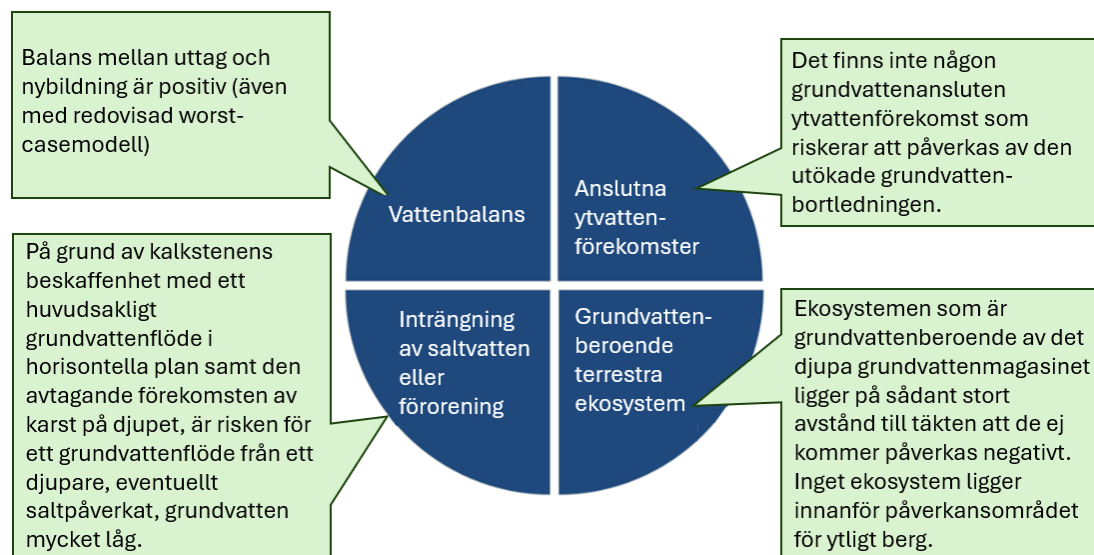 Balans mellan uttag och
nybildning är positiv (även
med redovisad worst-
casemodell)
Det finns inte någon
grundvattenansluten
ytvattenförekomst som
riskerar att påverkas av den
utökade grundvatten-
bortledningen.
Vattenbalans
Anslutna
ytvatten-
förekomster
På grund av kalkstenens
beskaffenhet med ett
huvudsakligt
grundvattenflöde i
horisontella plan samt den
avtagande förekomsten av
karst på djupet, är risken för
ett grundvattenflöde från ett
djupare, eventuellt
saltpåverkat, grundvatten
mycket låg.
Inträngning
av saltvatten
eller
förorening
Grundvatten-
beroende
terrestra
ekosystem
Ekosystemen som är
grundvattenberoende av det
djupa grundvattenmagasinet
ligger på sådant stort
avstånd till täkten att de ej
kommer påverkas negativt.
Inget ekosystem ligger
innanför påverkansområdet
för ytligt berg.